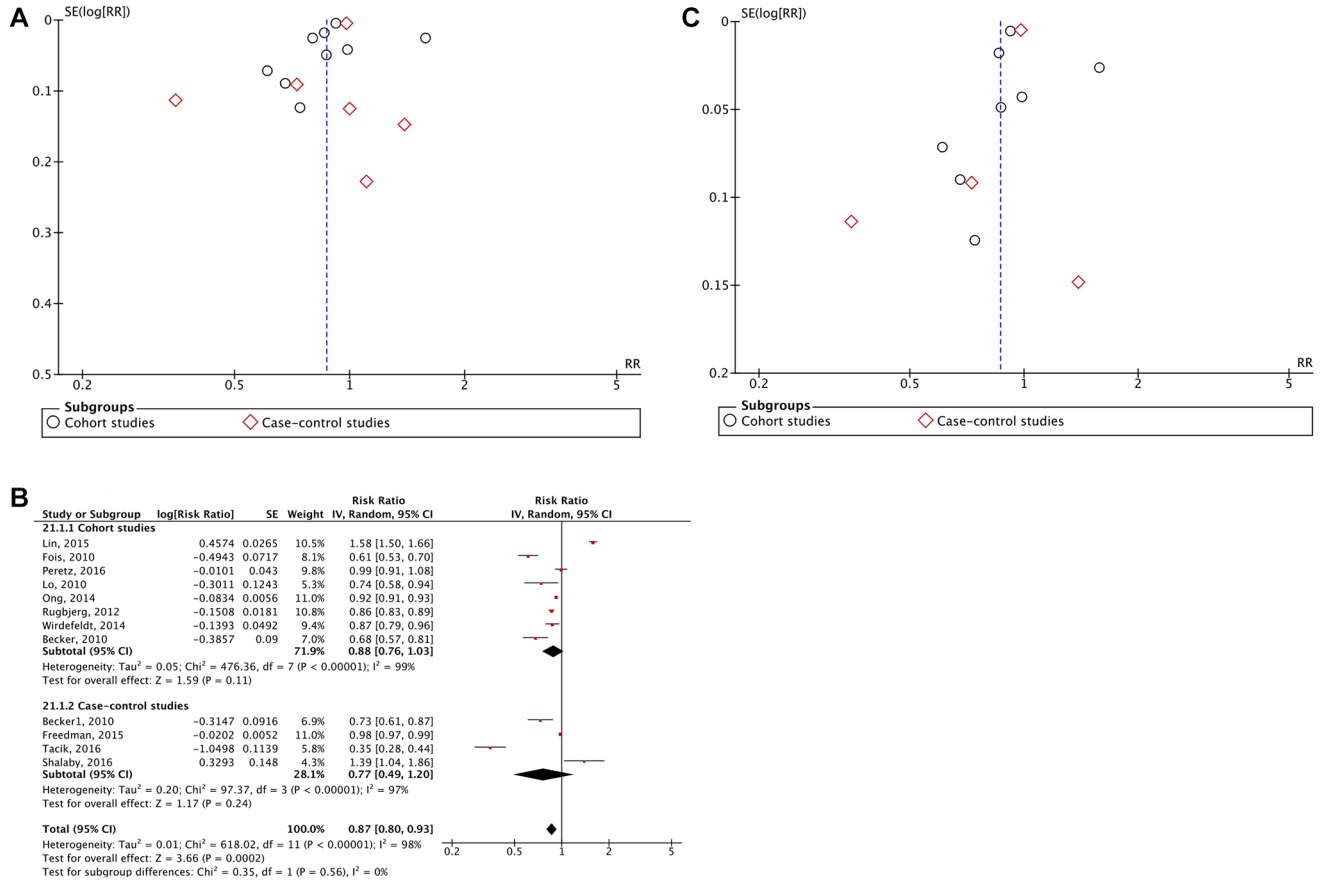 A
SE(log[RR])
0
0.1
0.2
0.3
0.4
0.5
RR
0.2 0.5 1 2 5
Subgroups
Cohort studies Case-control studies
C
SE(log[RR])
0
0.05
0.1
0.15
0.2
RR
0.2 0.5 1 2 5
Subgroups
Cohort studies Case-control studies
B
Risk Ratio Risk Ratio
Study or Subgroup log[Risk Ratio] SE Weight IV, Random, 95% CI IV, Random, 95% CI
21.1.1 Cohort studies
Lin, 2015 0.4574 0.0265 10.5% 1.58 [1.50, 1.66]
Fois, 2010 −0.4943 0.0717 8.1% 0.61 [0.53, 0.70]
Peretz, 2016 −0.0101 0.043 9.8% 0.99 [0.91, 1.08]
Lo, 2010 −0.3011 0.1243 5.3% 0.74 [0.58, 0.94]
Ong, 2014 −0.0834 0.0056 11.0% 0.92 [0.91, 0.93]
Rugbjerg, 2012 −0.1508 0.0181 10.8% 0.86 [0.83, 0.89]
Wirdefeldt, 2014 −0.1393 0.0492 9.4% 0.87 [0.79, 0.96]
Becker, 2010 −0.3857 0.09 7.0% 0.68 [0.57, 0.81]
Subtotal (95% CI) 71.9% 0.88 [0.76, 1.03]
Heterogeneity: Tau² = 0.05; Chi² = 476.36, df = 7 (P < 0.00001); I² = 99%
Test for overall effect: Z = 1.59 (P = 0.11)
21.1.2 Case-control studies
Becker1, 2010 −0.3147 0.0916 6.9% 0.73 [0.61, 0.87]
Freedman, 2015 −0.0202 0.0052 11.0% 0.98 [0.97, 0.99]
Tacik, 2016 −1.0498 0.1139 5.8% 0.35 [0.28, 0.44]
Shalaby, 2016 0.3293 0.148 4.3% 1.39 [1.04, 1.86]
Subtotal (95% CI) 28.1% 0.77 [0.49, 1.20]
Heterogeneity: Tau² = 0.20; Chi² = 97.37, df = 3 (P < 0.00001); I² = 97%
Test for overall effect: Z = 1.17 (P = 0.24)
Total (95% CI) 100.0% 0.87 [0.80, 0.93]
Heterogeneity: Tau² = 0.01; Chi² = 618.02, df = 11 (P < 0.00001); I² = 98%
0.2 0.5 1 2 5
Test for overall effect: Z = 3.66 (P = 0.0002)
Test for subgroup differences: Chi² = 0.35, df = 1 (P = 0.56), I² = 0%